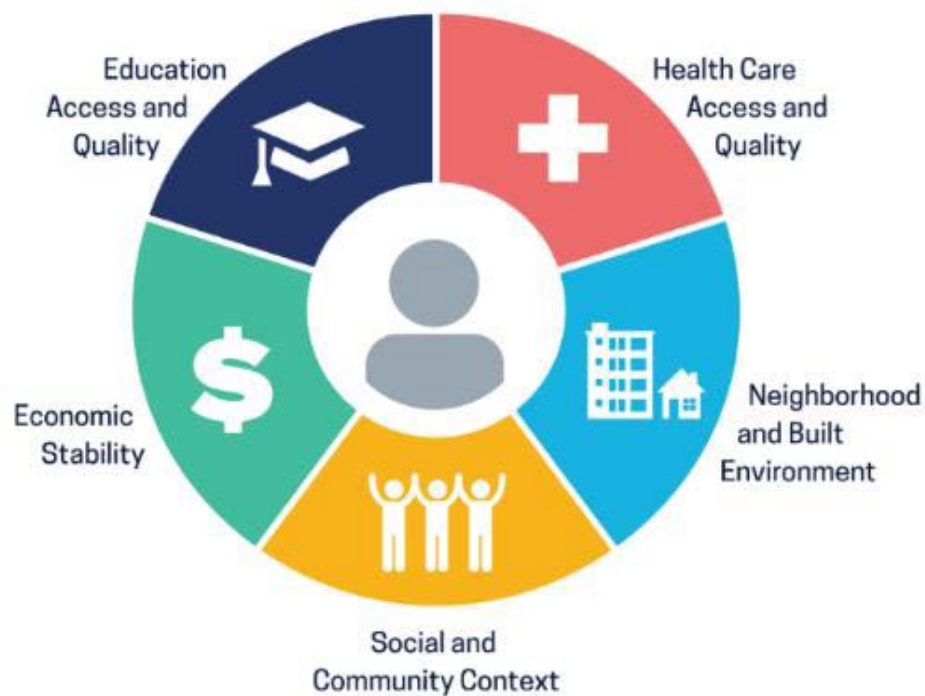 Education
Access and
Quality
Health Care
Access and
Quality
Economic
Stability
Neighborhood
and Built
Environment
Social and
Community Context